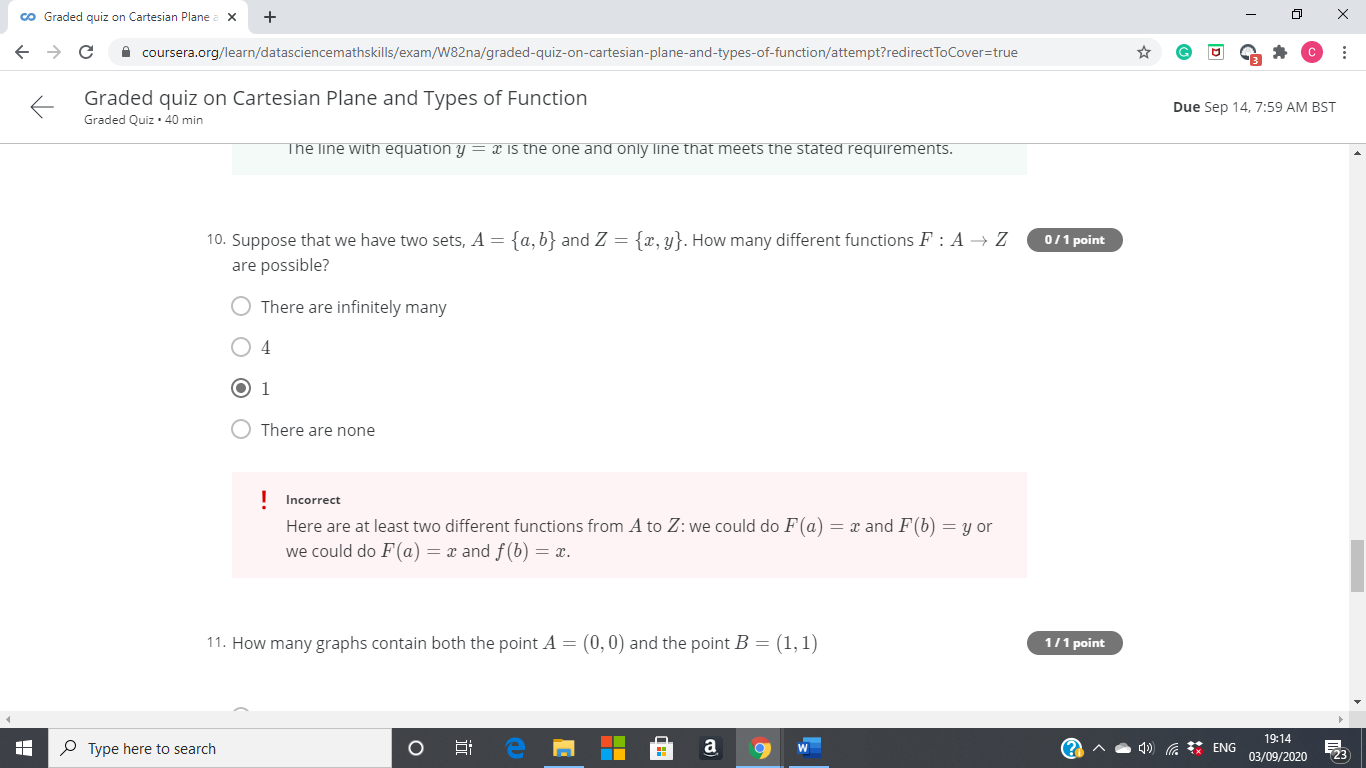 Graded quiz on Cartesian Plane a
coursera.org/learn/datasciencemathskills/exam/W82na/graded-quiz-on-cartesian-plane-and-types-of-function/attempt?redirectToCover=true
3
C
Graded quiz on Cartesian Plane and Types of Function
Graded Quiz • 40 min
Due Sep 14, 7:59 AM BST
The line with equation y = x is the one and only line that meets the stated requirements.
10. Suppose that we have two sets, A = {a, b} and Z = {x, y}. How many different functions F : A → Z
are possible?
0 / 1 point
There are infinitely many
4
1
There are none
! Incorrect
Here are at least two different functions from A to Z: we could do F(a) = x and F(b) = y or
we could do F(a) = x and f(b) = x.
11. How many graphs contain both the point A = (0, 0) and the point B = (1, 1)
1 / 1 point
Type here to search
ENG
19:14
03/09/2020
23